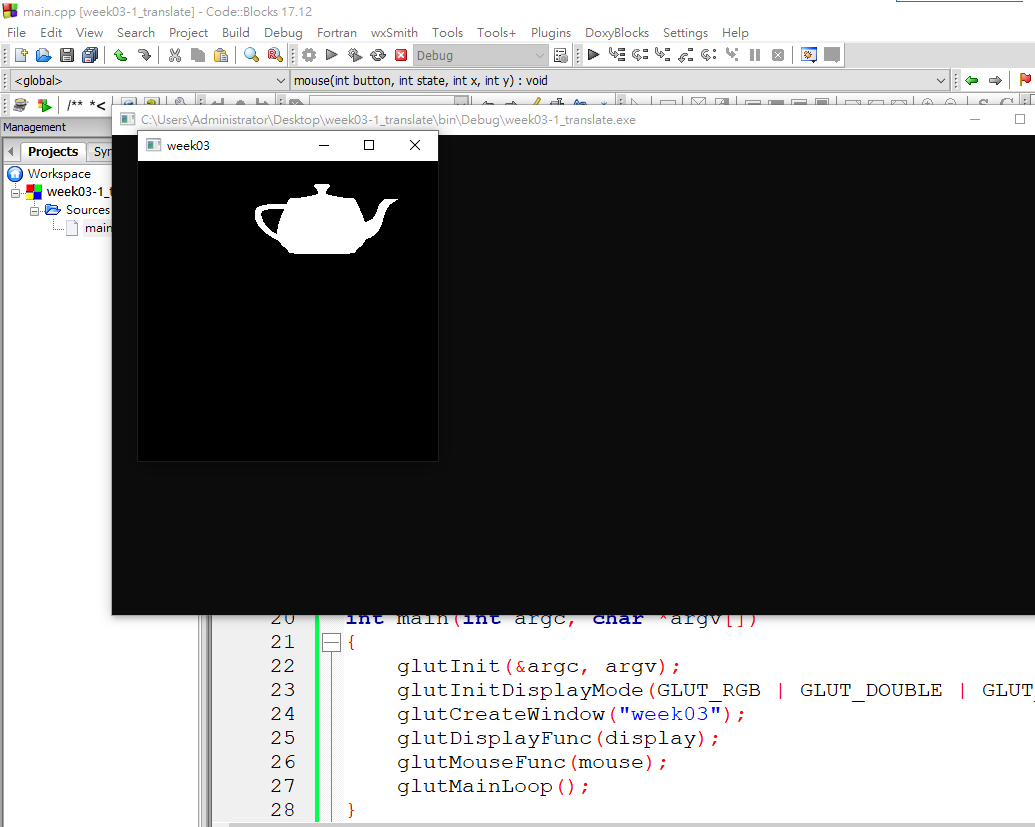 main.cpp [week03-1_translate] - Code::Blocks 17.12
File Edit View Search Project Build Debug Fortran wxSmith Tools Tools+ Plugins DoxyBlocks Settings Help
Debug
<global>
mouse(int button, int state, int x, int y) : void
/** *<
Management
C:\Users\Administrator\Desktop\week03-1_translate\bin\Debug\week03-1_translate.exe
Projects
week03
Workspace
week03-1_
Sources
main
20 int main(int argc, char *argv[])
21 {
22 glutInit(&argc, argv);
23 glutInitDisplayMode(GLUT_RGB | GLUT_DOUBLE | GLUT_
24 glutCreateWindow("week03");
25 glutDisplayFunc(display);
26 glutMouseFunc(mouse);
27 glutMainLoop();
28 }